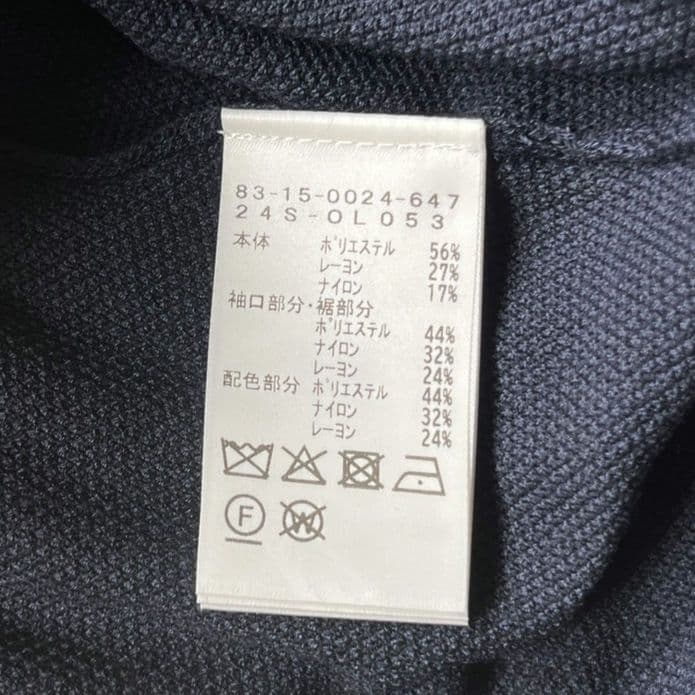 83-15-0024-647
24S-OL053
本体 ポリエステル 56%
レーヨン 27%
ナイロン 17%
袖口部分・裾部分
ポリエステル 44%
ナイロン 32%
レーヨン 24%
配色部分 ポリエステル 44%
ナイロン 32%
レーヨン 24%
F W